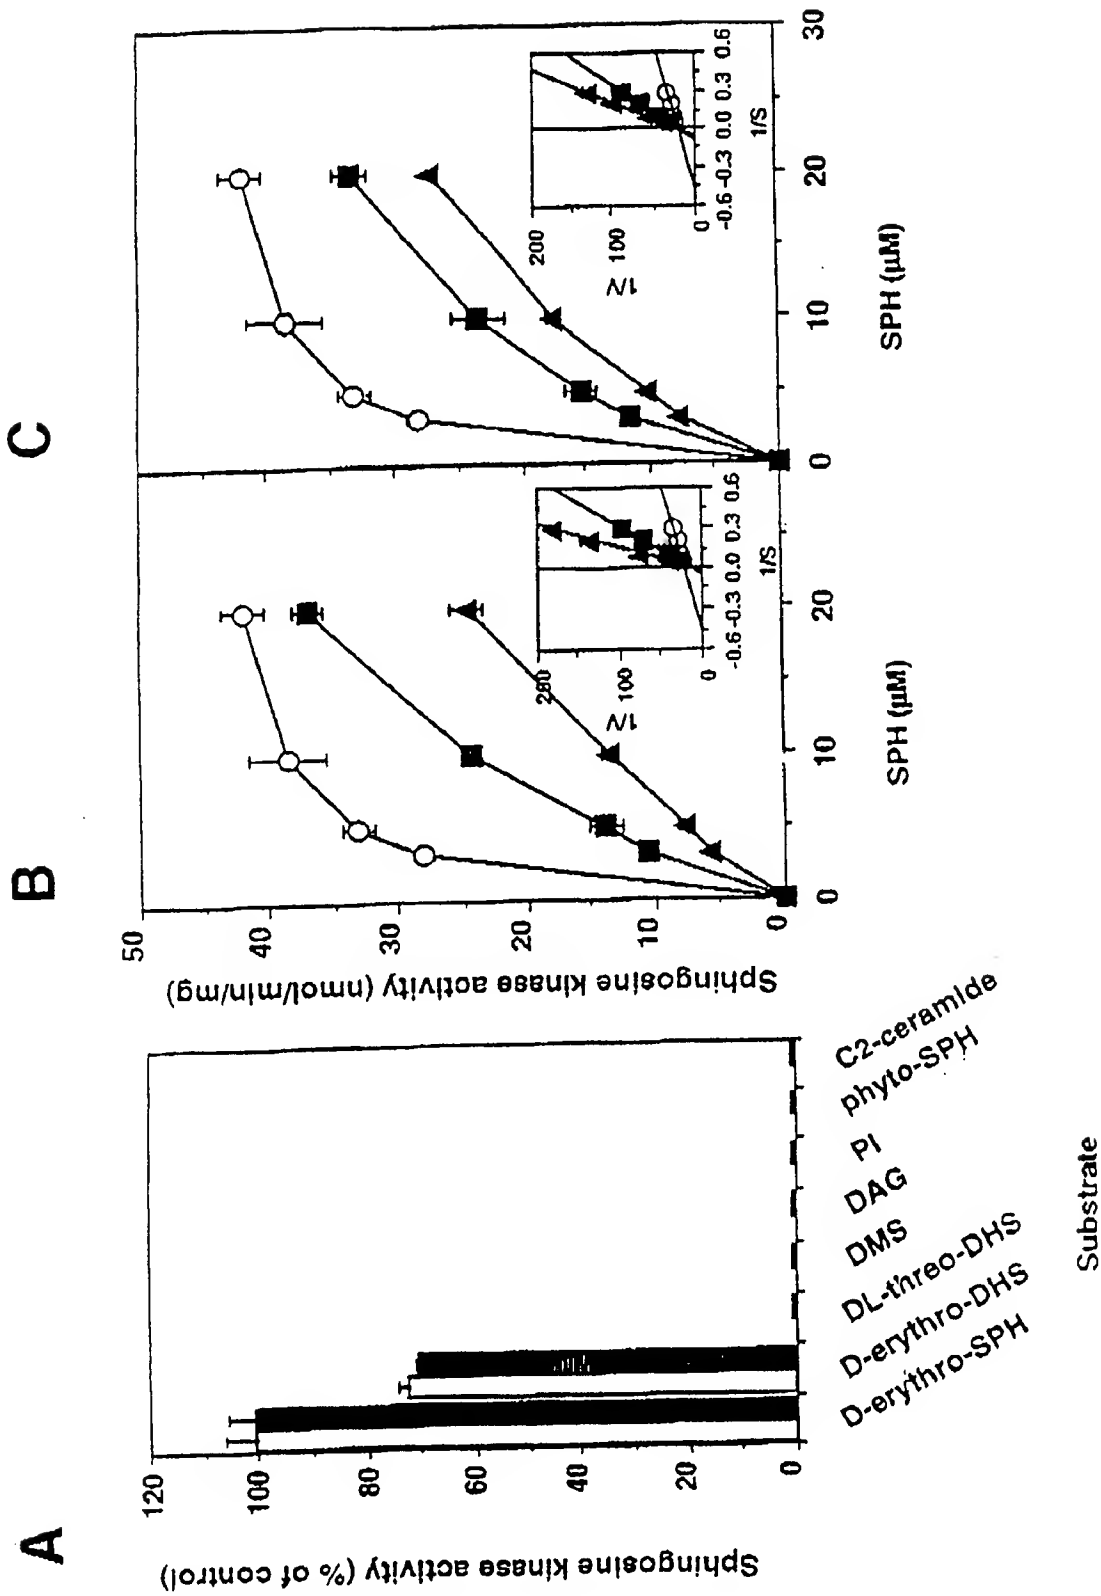 A
Sphingosine kinase activity (% of control)
120
100
80
60
40
20
0
D-erythro-SPH
D-erythro-DHS
DL-threo-DHS
DMS
DAG
PI
phyto-SPH
C2-ceramide
Substrate
B
Sphingosine kinase activity (nmol/min/mg)
50
40
30
20
10
0
0
10
20
SPH (µM)
200
100
0
1/V
-0.6
-0.3
0.0
0.3
0.6
1/S
C
0
10
20
30
SPH (µM)
200
100
0
1/V
-0.6
-0.3
0.0
0.3
0.6
1/S